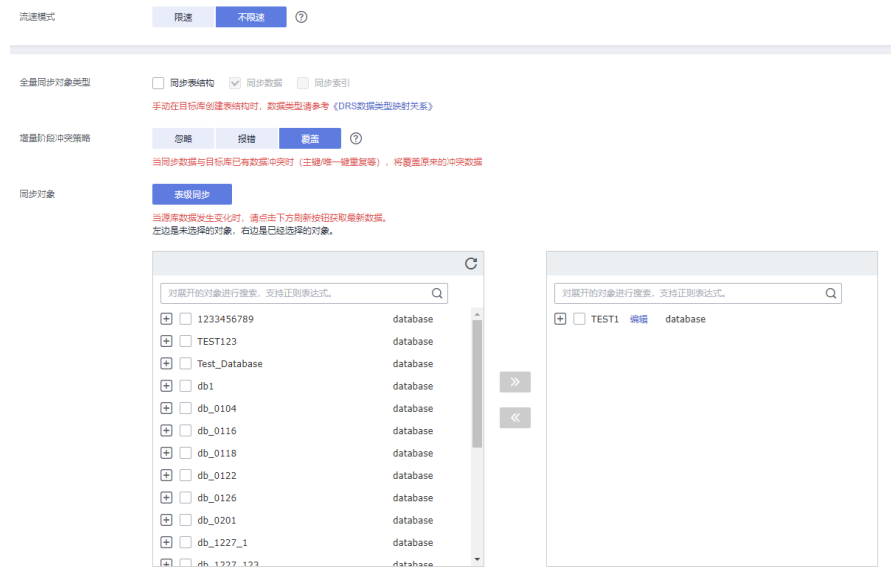 流速模式 限速 不限速 ?
全量同步对象类型 同步表结构 同步数据 同步索引
手动在目标库创建表结构时，数据类型请参考《DRS数据类型映射关系》
增量阶段冲突策略 忽略 报错 覆盖 ?
当同步数据与目标库已有数据冲突时（主键/唯一键重复等），将覆盖原来的冲突数据
同步对象 表级同步
当源库数据发生变化时，请点击下方刷新按钮获取最新数据。
左边是未选择的对象，右边是已经选择的对象。
对展开的对象进行搜索，支持正则表达式。
1233456789 database
TEST123 database
Test_Database database
db1 database
db_0104 database
db_0116 database
db_0118 database
db_0122 database
db_0126 database
db_0201 database
db_1227_1 database
db_1227_123 database
对展开的对象进行搜索，支持正则表达式。
TEST1 编辑 database